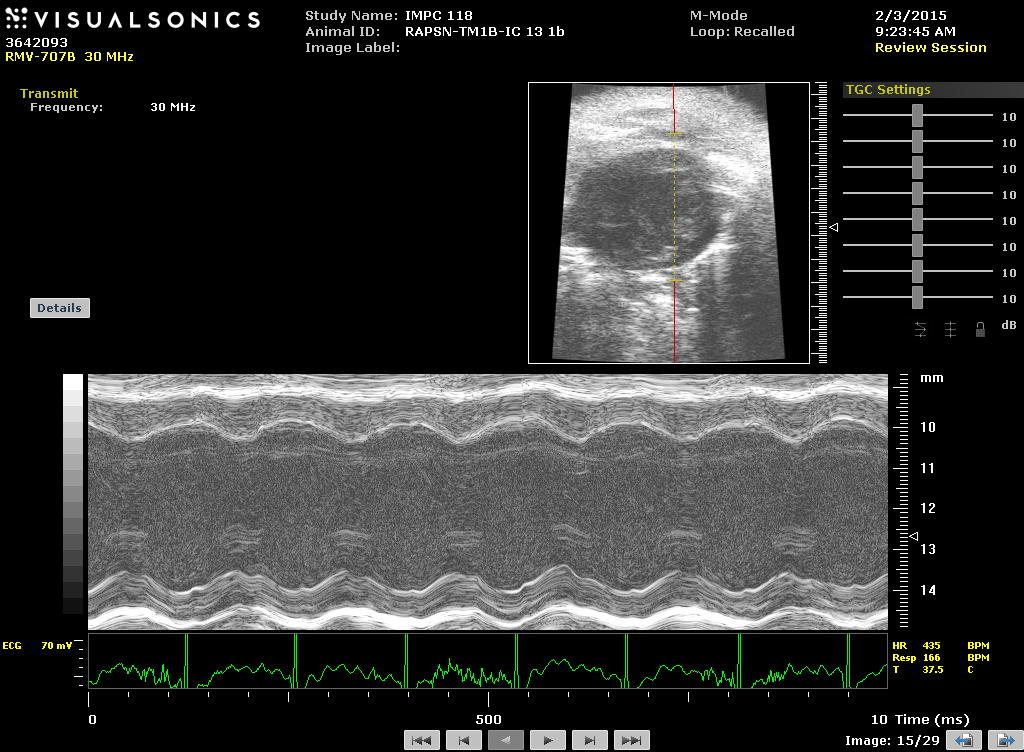 VISUALSONICS
3642093
RMV-707B 30 MHz
Study Name: IMPC 118
Animal ID: RAPSN-TM1B-IC 13 1b
Image Label:
M-Mode
Loop: Recalled
2/3/2015
9:23:45 AM
Review Session
Transmit
Frequency: 30 MHz
Details
TGC Settings
10
10
10
10
10
10
10
10
dB
mm
10
11
12
13
14
ECG 70 mV
HR 435 BPM
Resp 166 BPM
T 37.5 C
0 500 10 Time (ms)
Image: 15/29